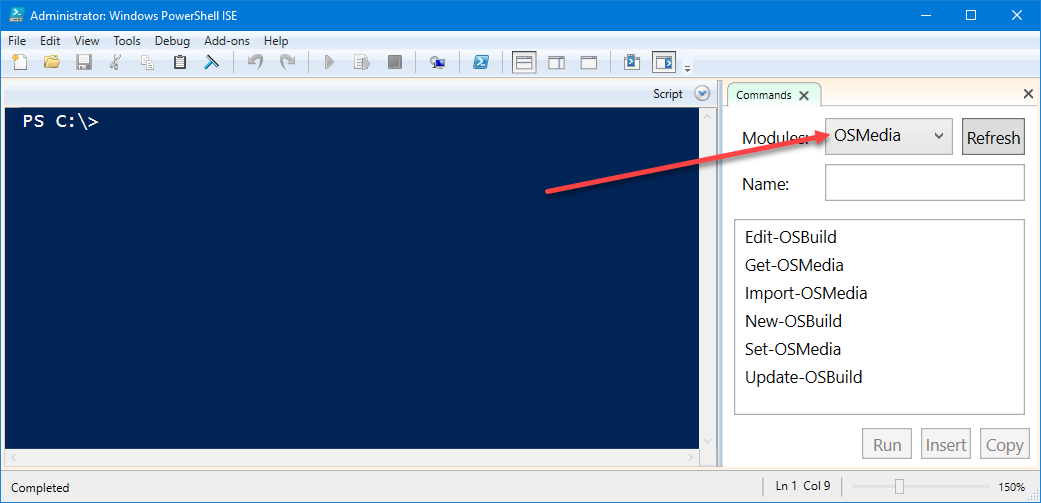 Administrator: Windows PowerShell ISE
File Edit View Tools Debug Add-ons Help
Script
Commands
PS C:\>
Modules: OSMedia Refresh
Name:
Edit-OSBuild
Get-OSMedia
Import-OSMedia
New-OSBuild
Set-OSMedia
Update-OSBuild
Run Insert Copy
Completed Ln 1 Col 9 150%